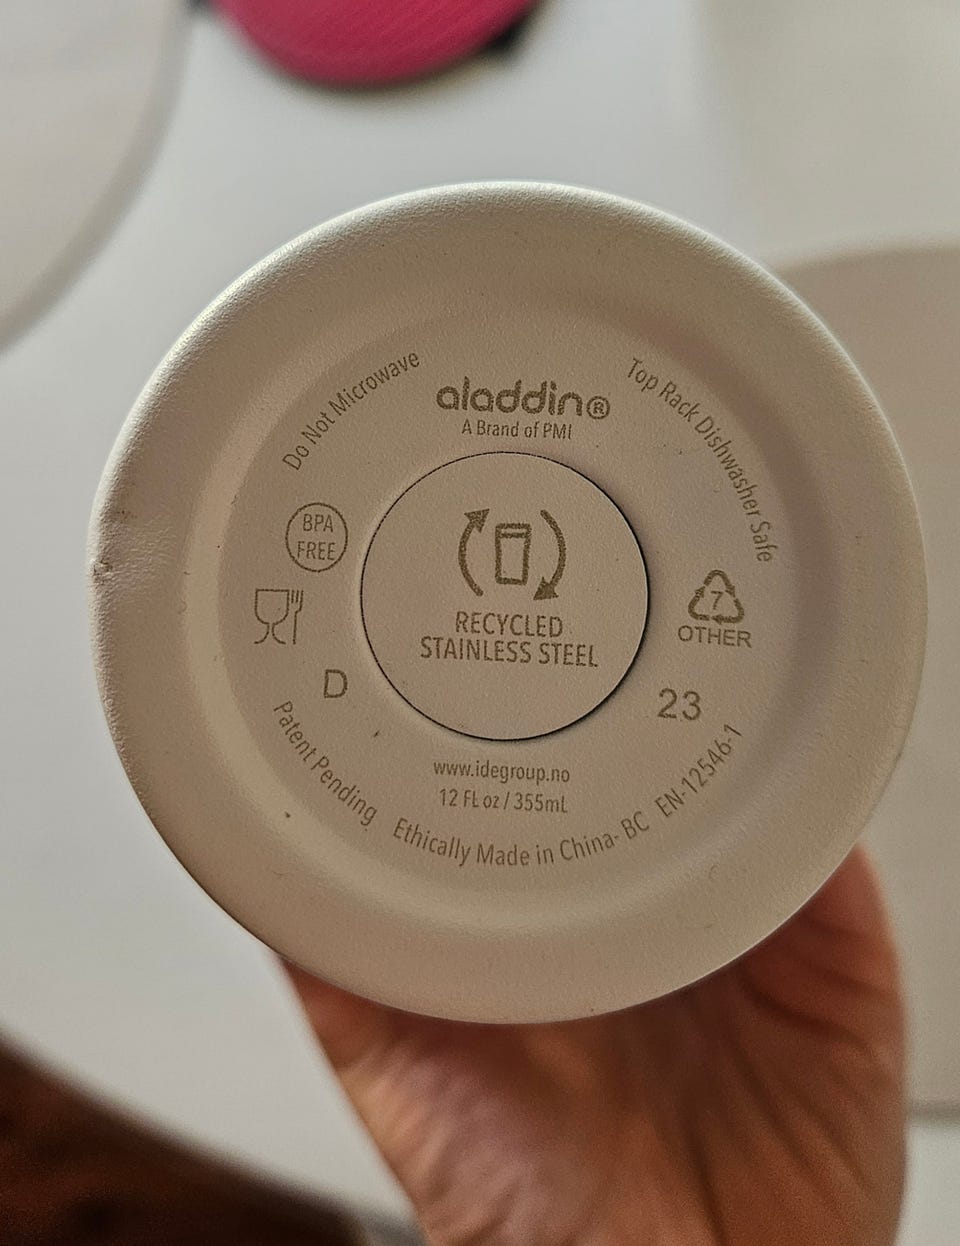 Do Not Microwave
aladdin®
A Brand of PMI
Top Rack Dishwasher Safe
BPA
FREE
RECYCLED
STAINLESS STEEL
7
OTHER
D
23
Patent Pending
www.idegroup.no
12 FL oz / 355mL
Ethically Made in China- BC
EN-12546-1